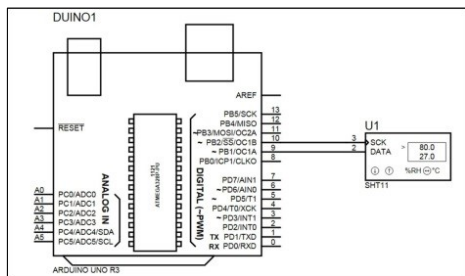 DUINO1
AREF
RESET
PB5/SCK 13
PB4/MISO 12
~PB3/MOSI/OC2A 11
~ PB2/SS/OC1B 10
~ PB1/OC1A 9
PB0/ICP1/CLKO 8
PD7/AIN1 7
~PD6/AIN0 6
~PD5/T1 5
PD4/T0/XCK 4
~PD3/INT1 3
PD2/INT0 2
TX PD1/TXD 1
RX PD0/RXD 0
DIGITAL (~PWM)
ANALOG IN
1121
A0 PC0/ADC0
A1 PC1/ADC1
A2 PC2/ADC2
A3 PC3/ADC3
A4 PC4/ADC4/SDA
A5 PC5/ADC5/SCL
ARDUINO UNO R3
U1
3 SCK
2 DATA
> 80.0
27.0
%RH °C
SHT11